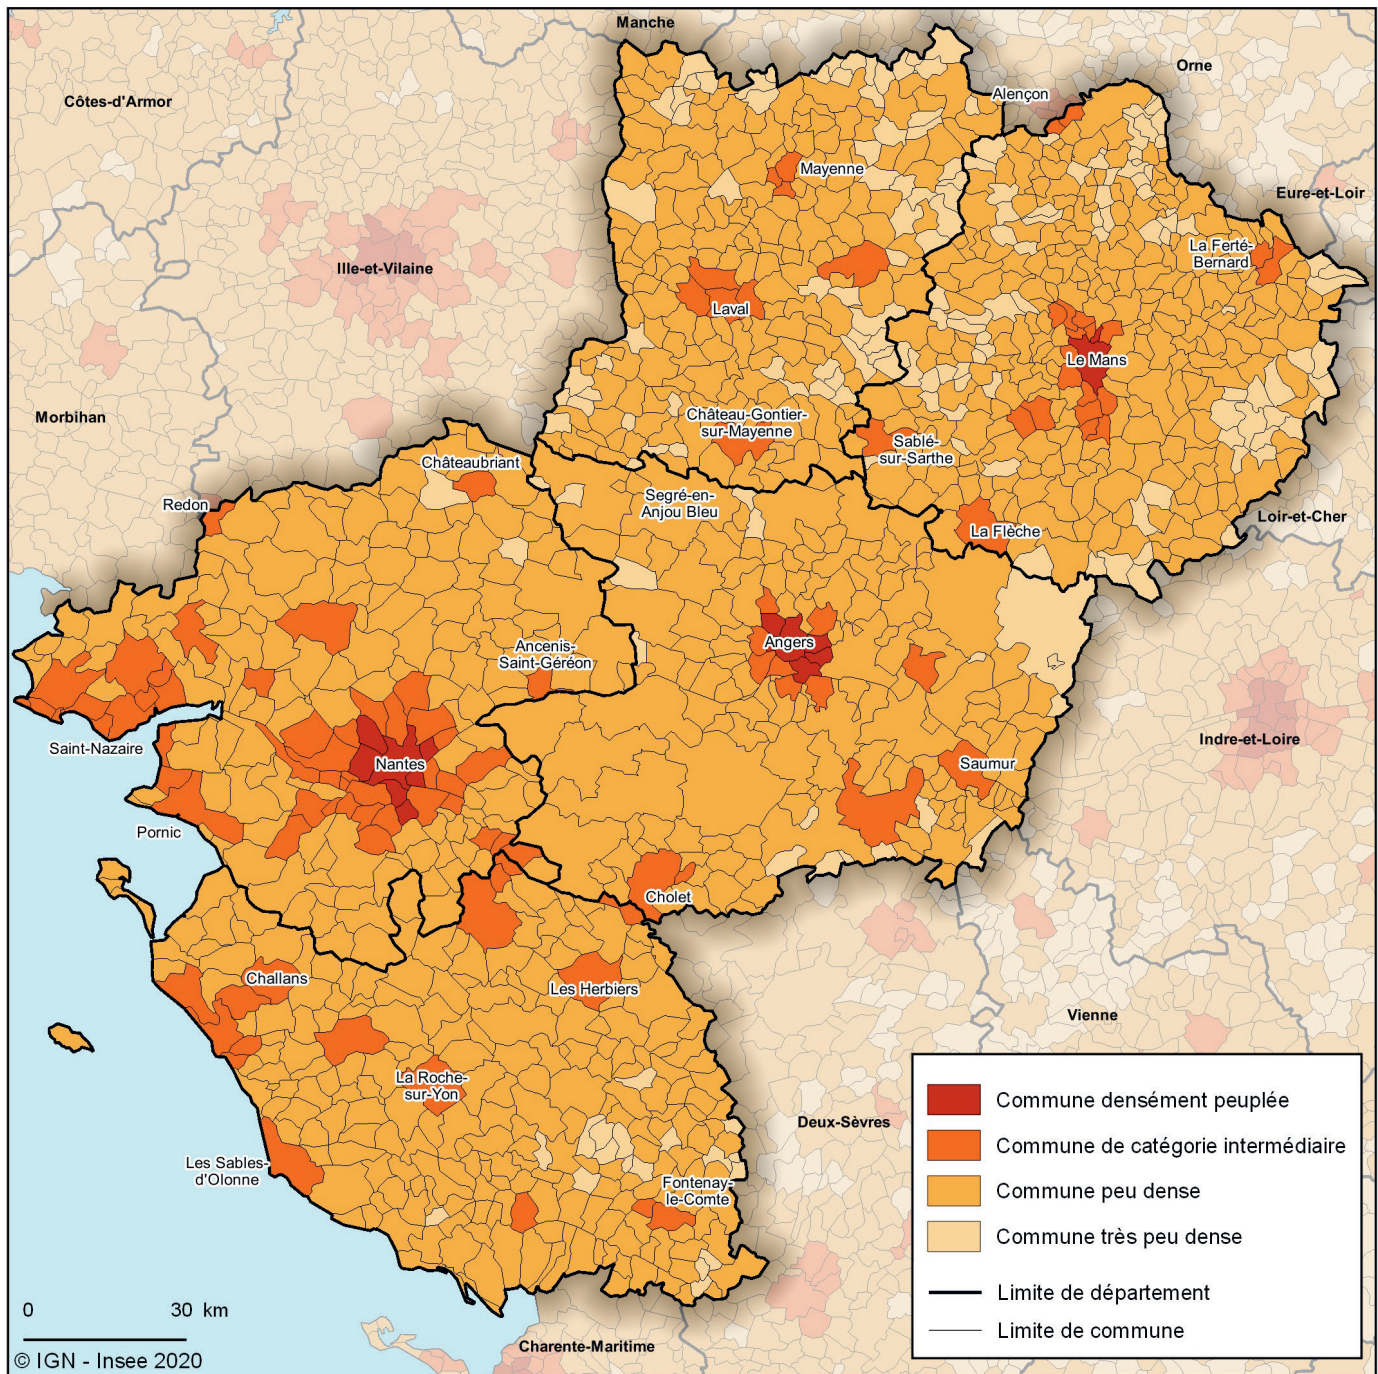 Manche
Orne
Côtes-d'Armor
Alençon
Mayenne
Eure-et-Loir
La Ferté-
Bernard
Ille-et-Vilaine
Laval
Le Mans
Morbihan
Château-Gontier-
sur-Mayenne
Sablé-
sur-Sarthe
Châteaubriant
Segré-en-
Anjou Bleu
Redon
La Flèche
Loir-et-Cher
Angers
Ancenis-
Saint-Géréon
Saint-Nazaire
Indre-et-Loire
Nantes
Saumur
Pornic
Cholet
Challans
Les Herbiers
Vienne
La Roche-
sur-Yon
Deux-Sèvres
Les Sables-
d'Olonne
Fontenay-
le-Comte
Charente-Maritime
Commune densément peuplée
Commune de catégorie intermédiaire
Commune peu dense
Commune très peu dense
Limite de département
Limite de commune
0 30 km
© IGN - Insee 2020